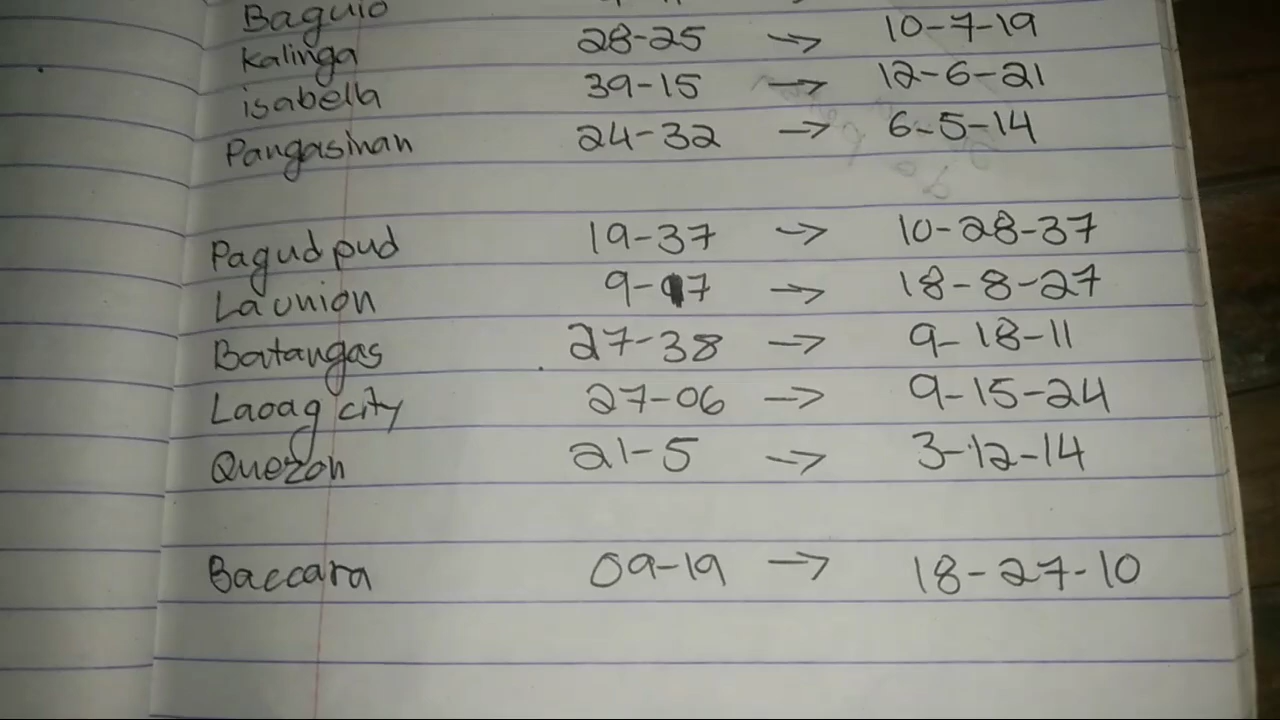 Baguio
Kalinga 28-25 → 10-7-19
isabella 39-15 → 12-6-21
Pangasinan 24-32 → 6-5-14
Pagudpud 19-37 → 10-28-37
La union 9-17 → 18-8-27
Batangas 27-38 → 9-18-11
Laoag city 27-06 → 9-15-24
Quezon 21-5 → 3-12-14
Baccara 09-19 → 18-27-10